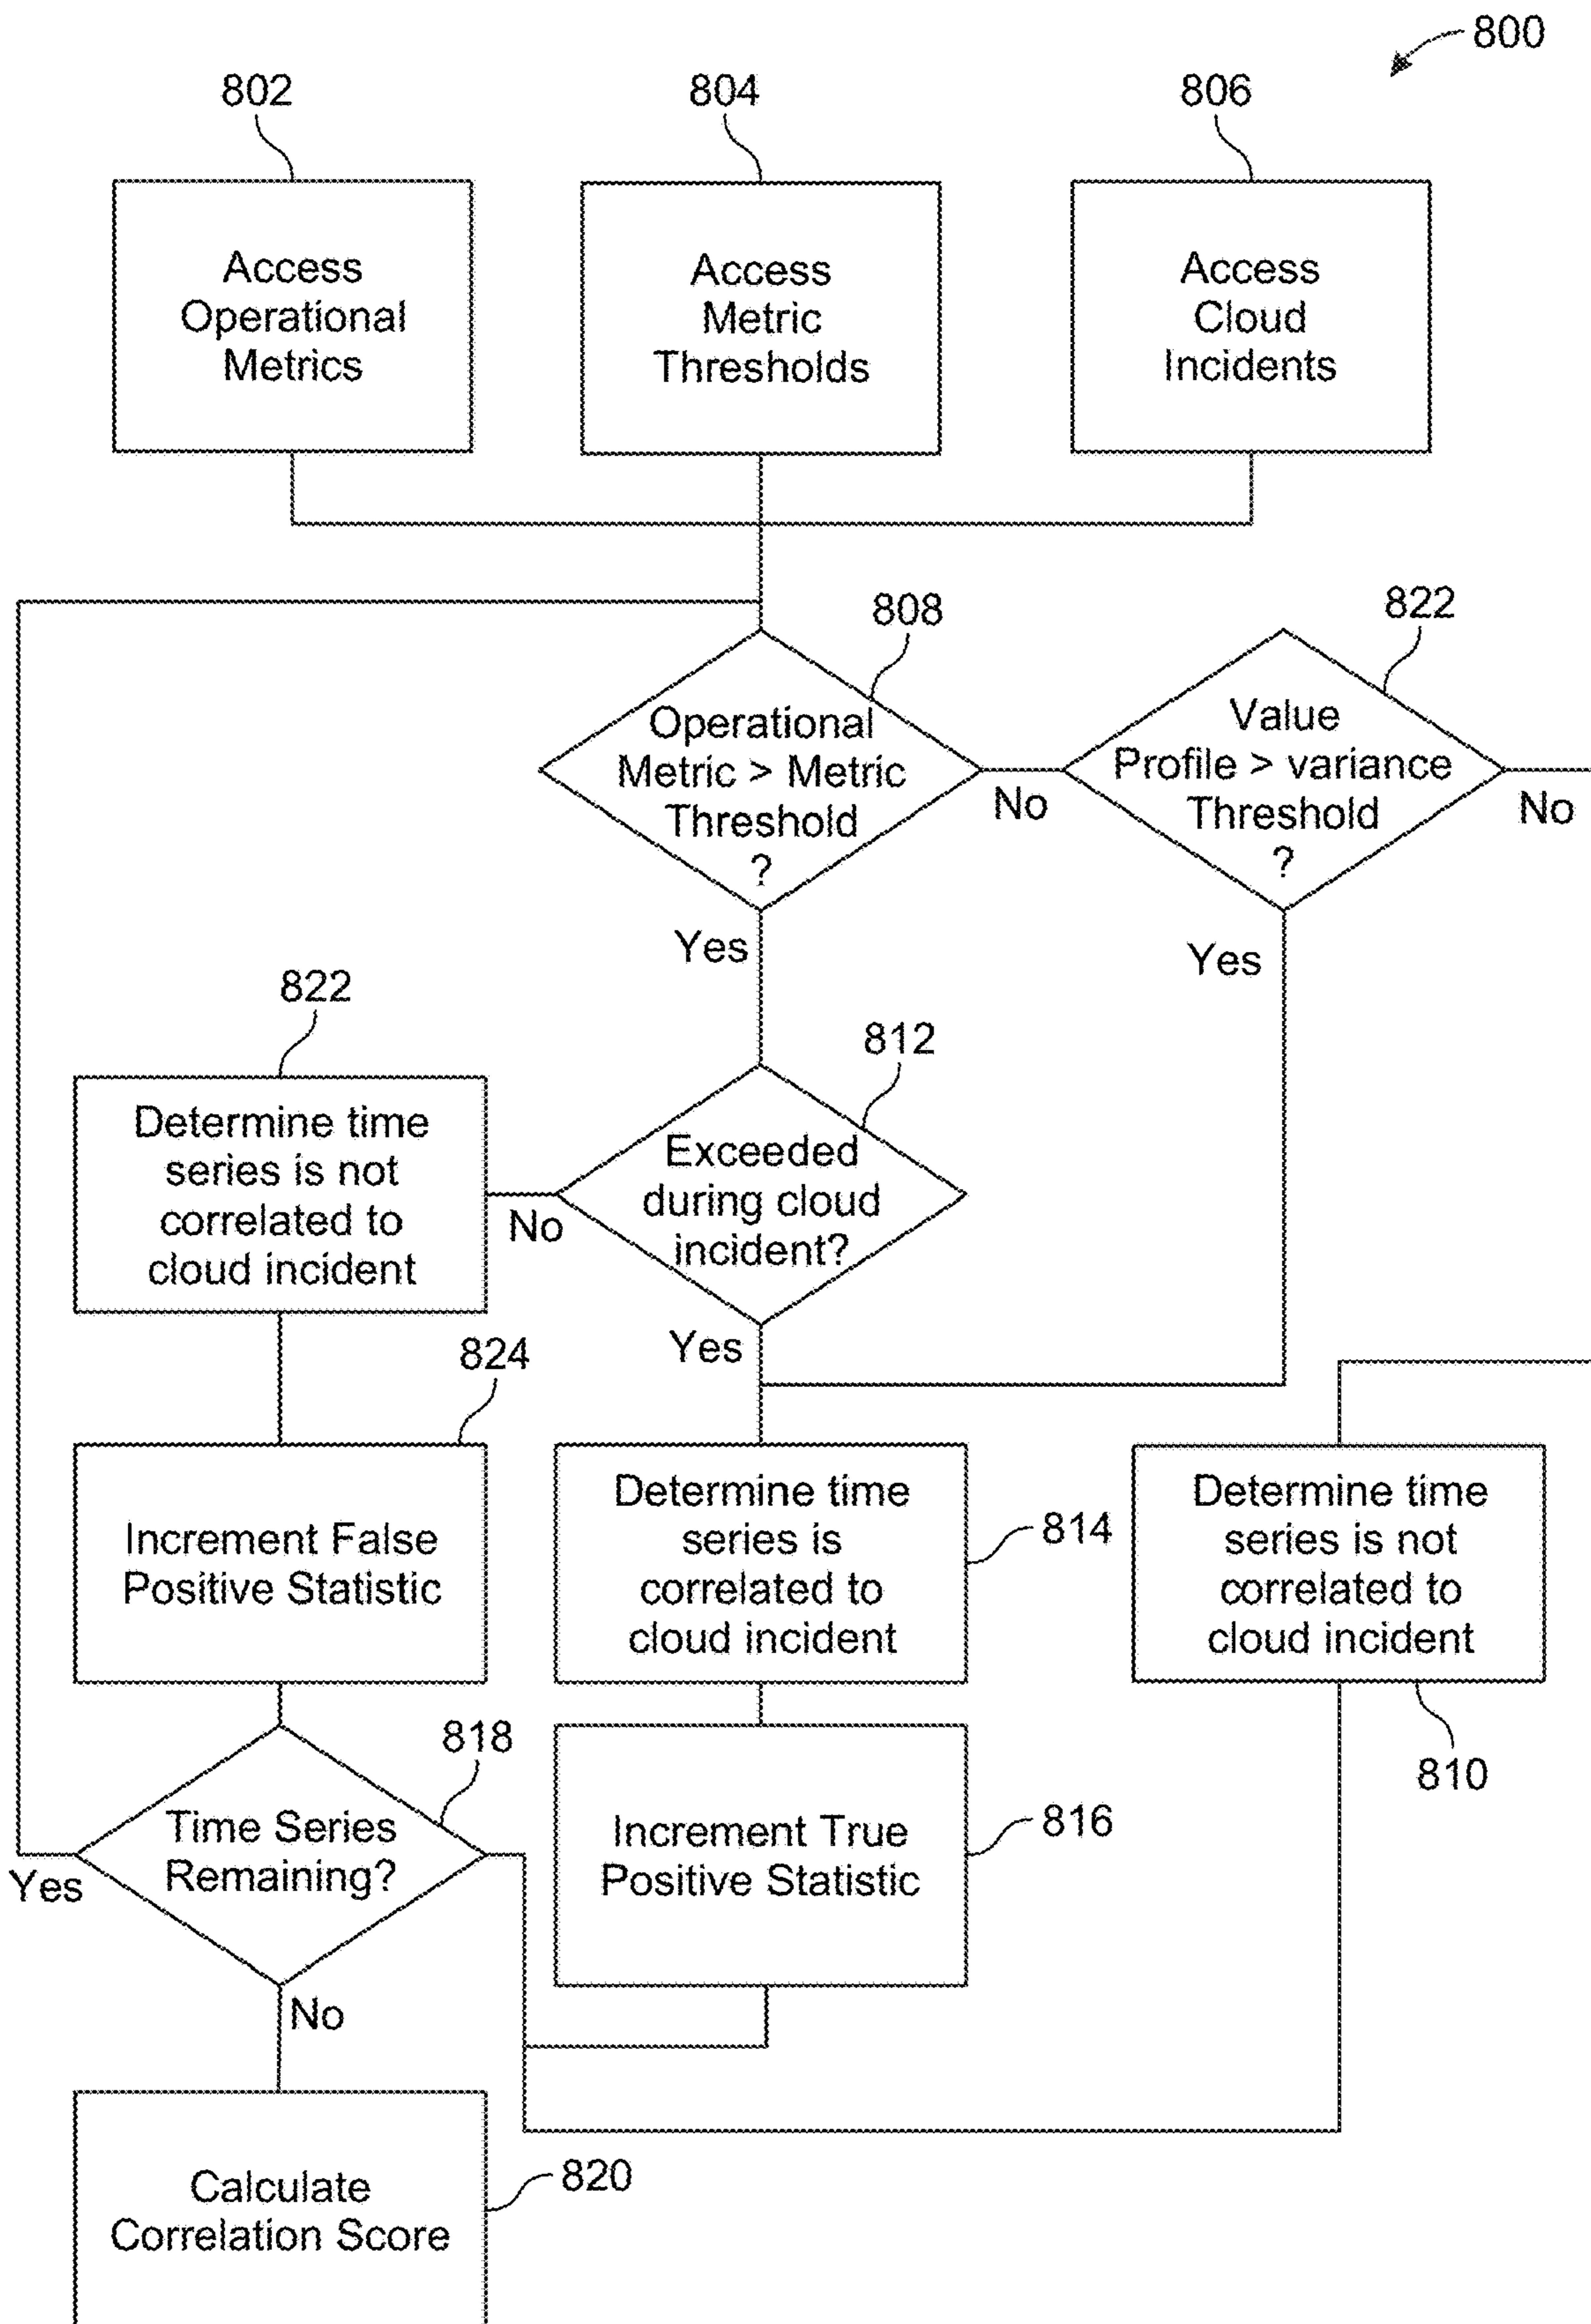 800
802
804
806
Access
Operational
Metrics
Access
Metric
Thresholds
Access
Cloud
Incidents
808
822
Operational
Metric > Metric
Threshold
?
No
Value
Profile > variance
Threshold
?
No
Yes
Yes
822
812
Determine time
series is not
correlated to
cloud incident
No
Exceeded
during cloud
incident?
Yes
824
Increment False
Positive Statistic
Determine time
series is
correlated to
cloud incident
814
Determine time
series is not
correlated to
cloud incident
810
818
Time Series
Remaining?
Yes
No
Increment True
Positive Statistic
816
Calculate
Correlation Score
820